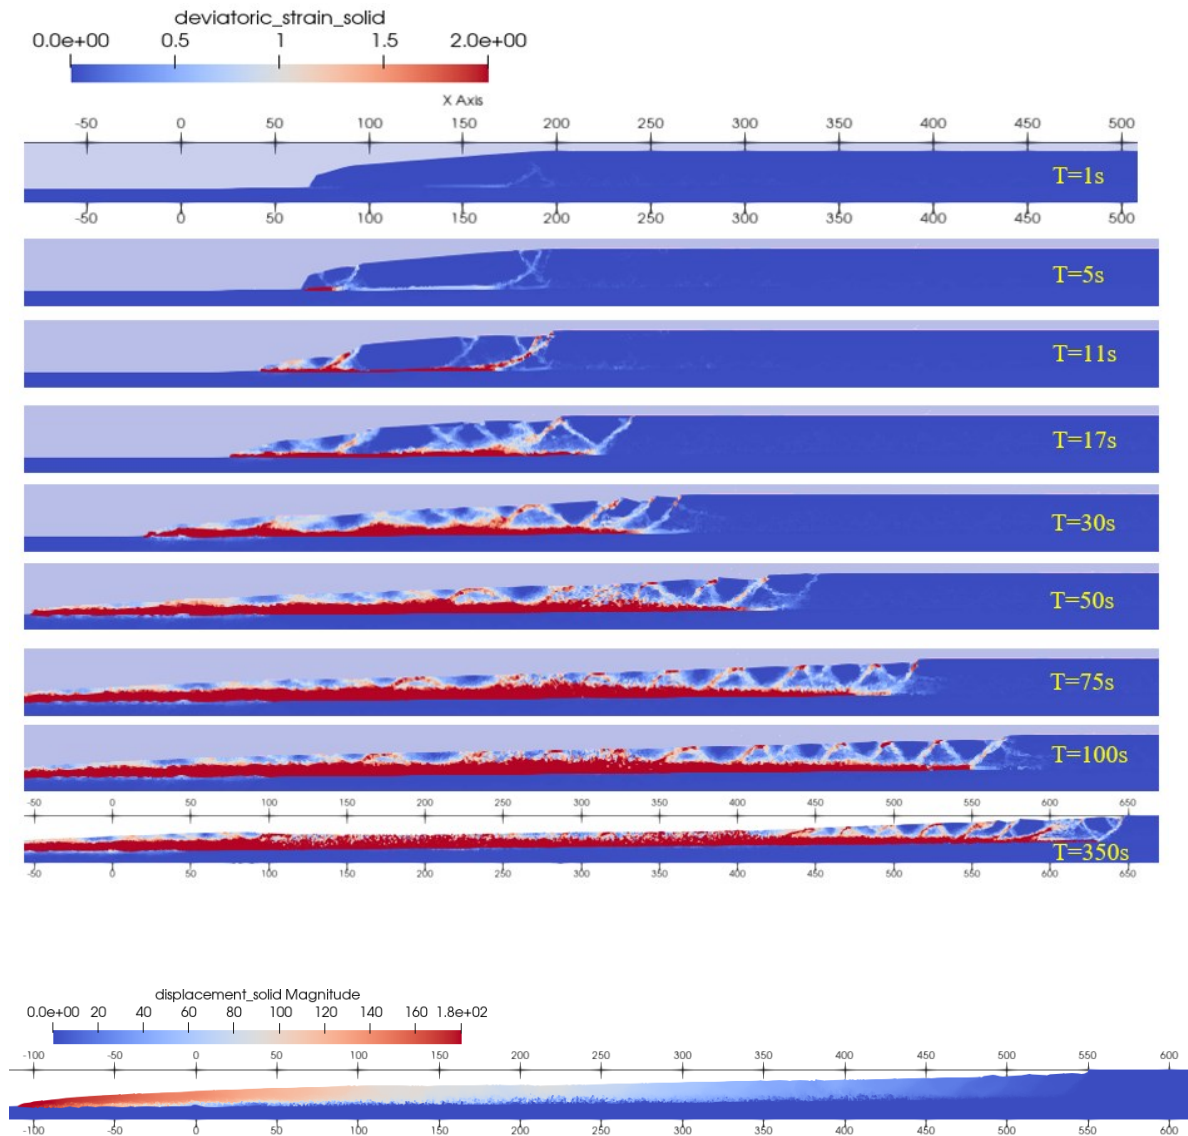 deviatoric_strain_solid
0.0e+00 0.5 1 1.5 2.0e+00
X Axis
-50 0 50 100 150 200 250 300 350 400 450 500
T=1s
-50 0 50 100 150 200 250 300 350 400 450 500
T=5s
T=11s
T=17s
T=30s
T=50s
T=75s
T=100s
-50 0 50 100 150 200 250 300 350 400 450 500 550 600 650
T=350s
-50 0 50 100 150 200 250 300 350 400 450 500 550 600 650
displacement_solid Magnitude
0.0e+00 20 40 60 80 100 120 140 160 1.8e+02
-100 -50 0 50 100 150 200 250 300 350 400 450 500 550 600
-100 -50 0 50 100 150 200 250 300 350 400 450 500 550 600